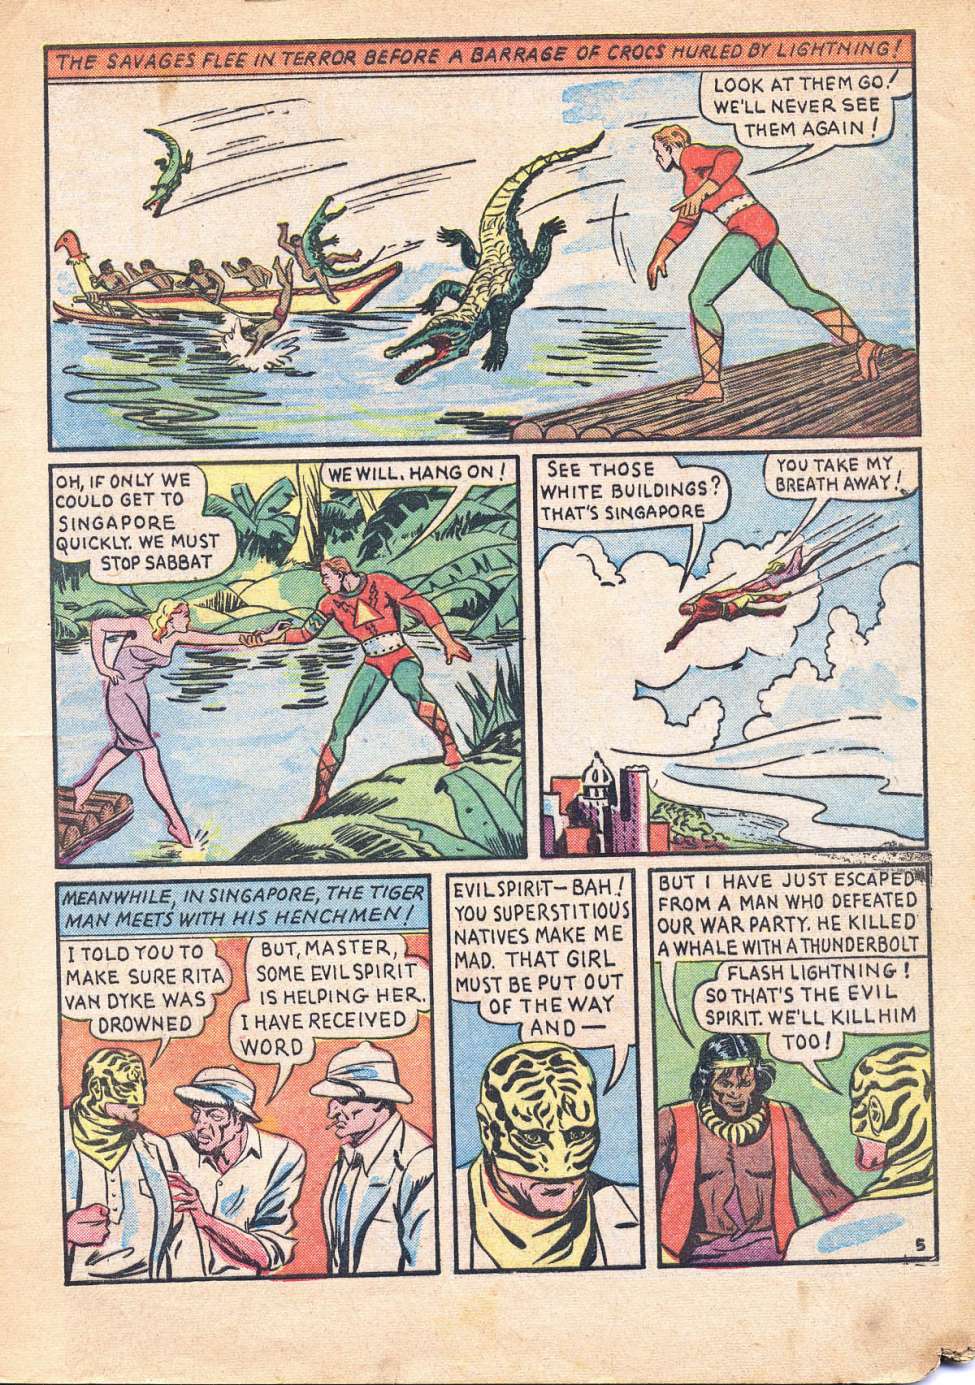 THE SAVAGES FLEE IN TERROR BEFORE A BARRAGE OF CROCS HURLED BY LIGHTNING!
LOOK AT THEM GO!
WE'LL NEVER SEE
THEM AGAIN!
OH, IF ONLY WE
COULD GET TO
SINGAPORE
QUICKLY. WE MUST
STOP SABBAT
WE WILL. HANG ON!
SEE THOSE
WHITE BUILDINGS?
THAT'S SINGAPORE
YOU TAKE MY
BREATH AWAY!
MEANWHILE, IN SINGAPORE, THE TIGER
MAN MEETS WITH HIS HENCHMEN!
I TOLD YOU TO
MAKE SURE RITA
VAN DYKE WAS
DROWNED
BUT, MASTER,
SOME EVIL SPIRIT
IS HELPING HER.
I HAVE RECEIVED
WORD
EVIL SPIRIT—BAH!
YOU SUPERSTITIOUS
NATIVES MAKE ME
MAD. THAT GIRL
MUST BE PUT OUT
OF THE WAY
AND—
BUT I HAVE JUST ESCAPED
FROM A MAN WHO DEFEATED
OUR WAR PARTY. HE KILLED
A WHALE WITH A THUNDERBOLT
FLASH LIGHTNING!
SO THAT'S THE EVIL
SPIRIT. WE'LL KILL HIM
TOO!
5